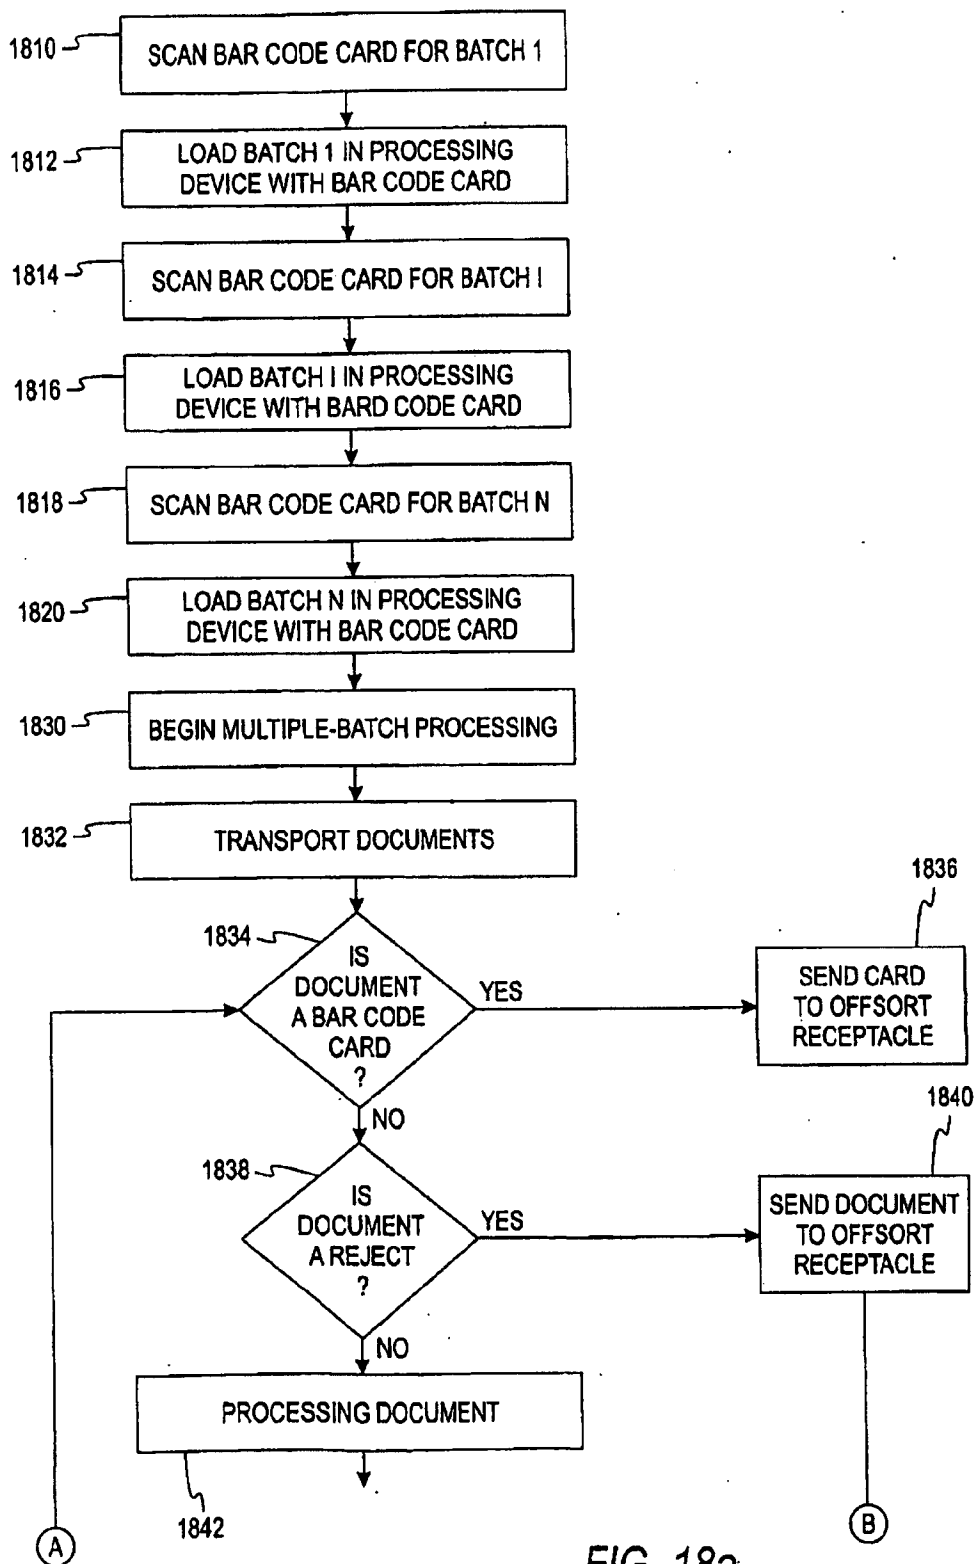 1810
SCAN BAR CODE CARD FOR BATCH 1
1812
LOAD BATCH 1 IN PROCESSING
DEVICE WITH BAR CODE CARD
1814
SCAN BAR CODE CARD FOR BATCH I
1816
LOAD BATCH I IN PROCESSING
DEVICE WITH BARD CODE CARD
1818
SCAN BAR CODE CARD FOR BATCH N
1820
LOAD BATCH N IN PROCESSING
DEVICE WITH BAR CODE CARD
1830
BEGIN MULTIPLE-BATCH PROCESSING
1832
TRANSPORT DOCUMENTS
1834
IS
DOCUMENT
A BAR CODE
CARD
?
YES
1836
SEND CARD
TO OFFSORT
RECEPTACLE
NO
1838
IS
DOCUMENT
A REJECT
?
YES
1840
SEND DOCUMENT
TO OFFSORT
RECEPTACLE
NO
PROCESSING DOCUMENT
1842
A
B
FIG. 18a